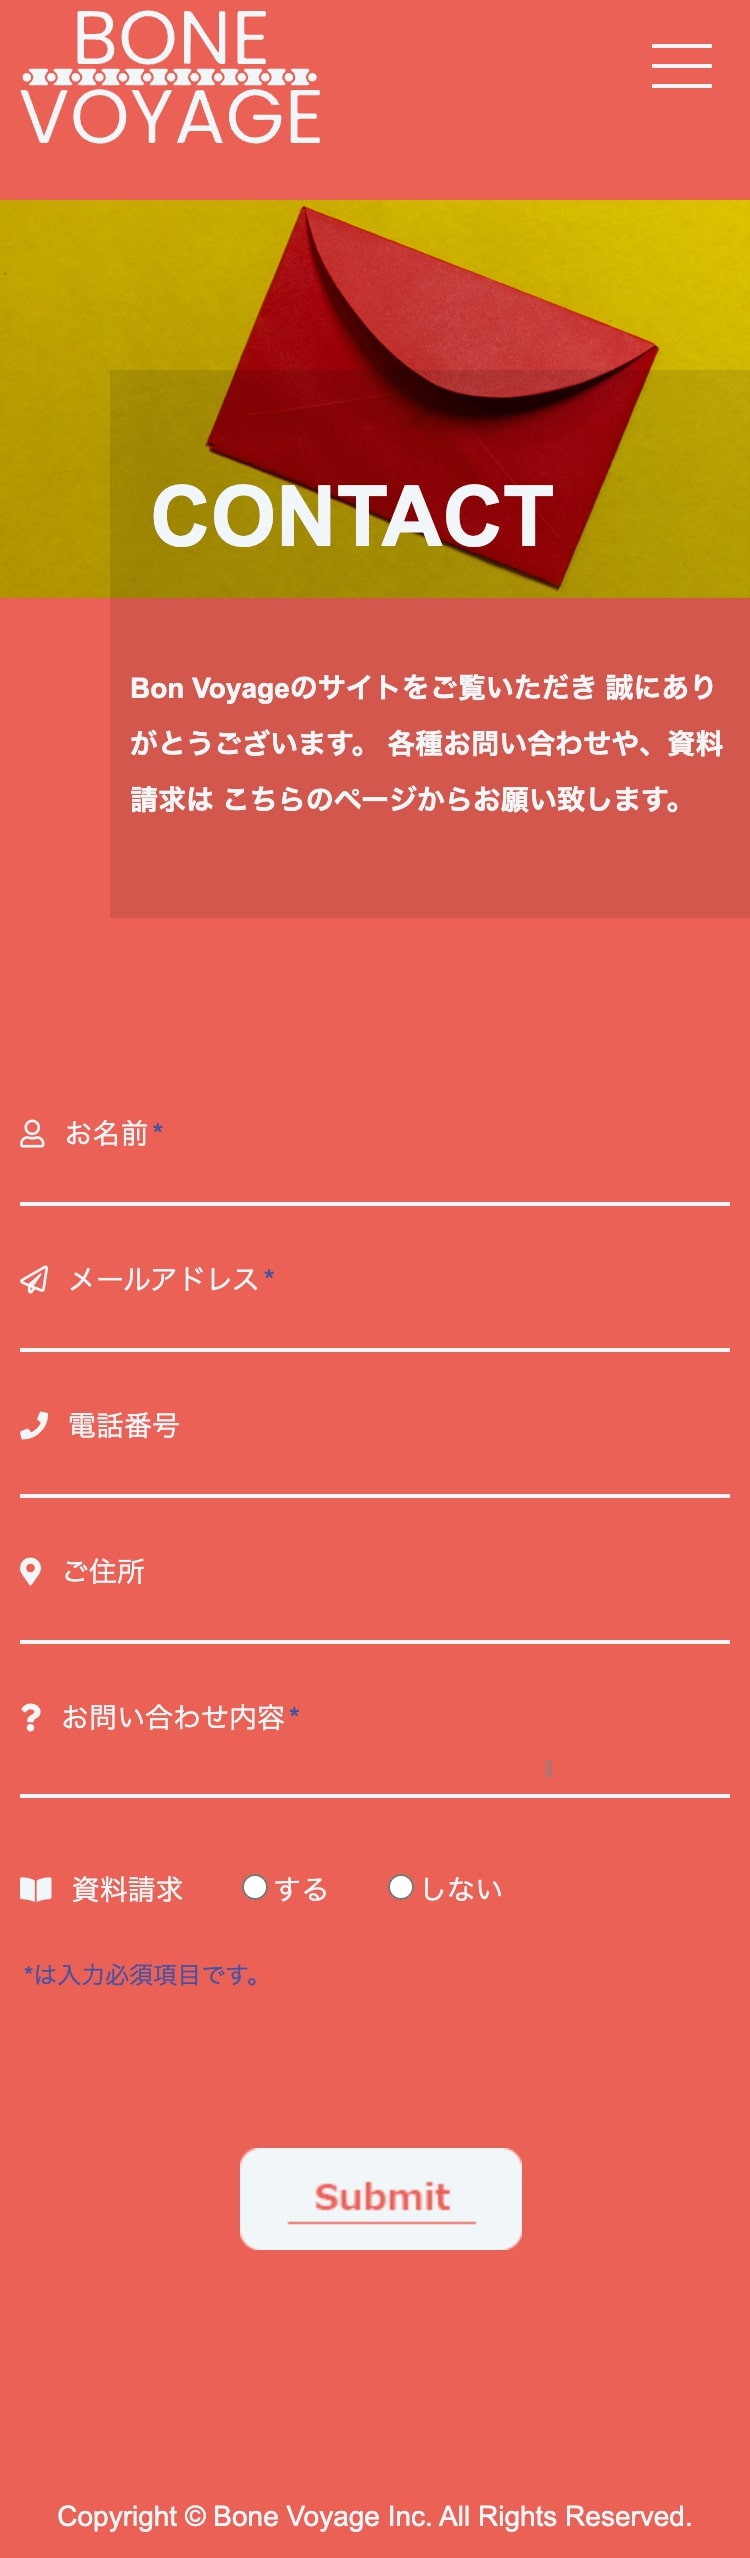 BONE
VOYAGE
CONTACT
Bon Voyageのサイトをご覧いただき 誠にあり
がとうございます。 各種お問い合わせや、資料
請求は こちらのページからお願い致します。
お名前*
メールアドレス*
電話番号
ご住所
お問い合わせ内容*
資料請求 する しない
*は入力必須項目です。
Submit
Copyright © Bone Voyage Inc. All Rights Reserved.